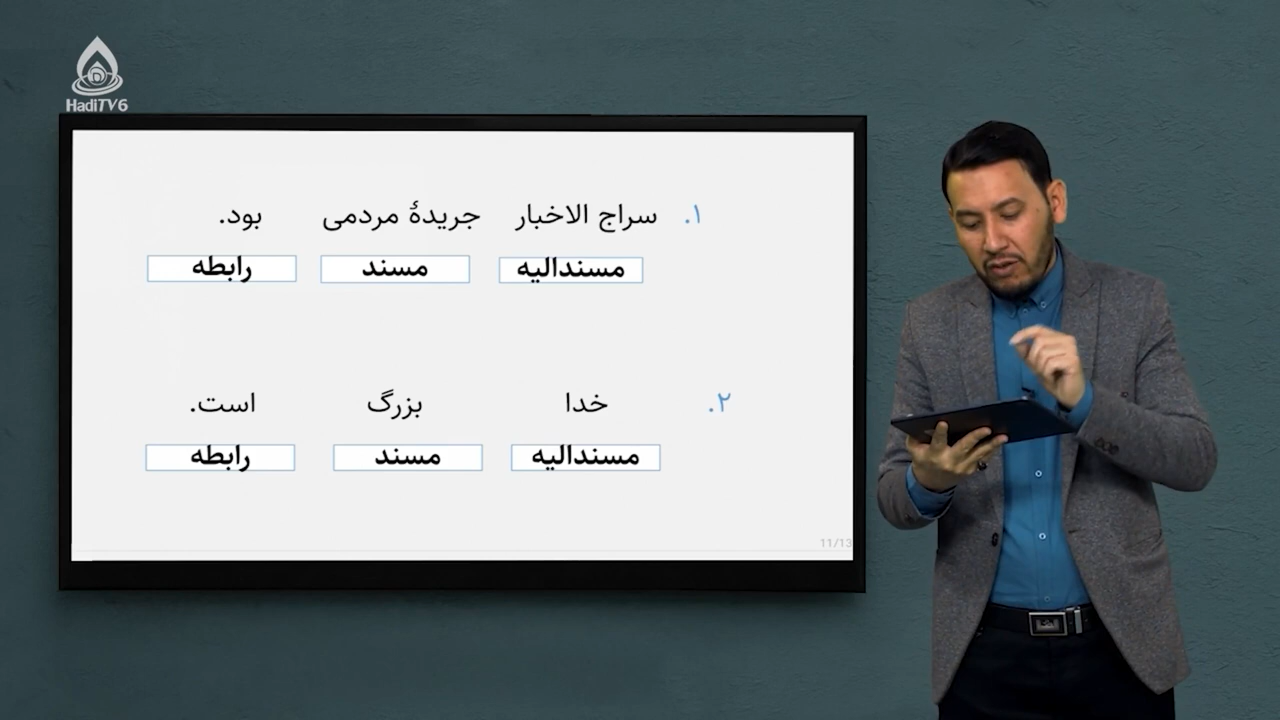 HadiTV6
۱. سراج الاخبار جریدهٔ مردمی بود.
مسندالیه مسند رابطه
۲. خدا بزرگ است.
مسندالیه مسند رابطه
11/13